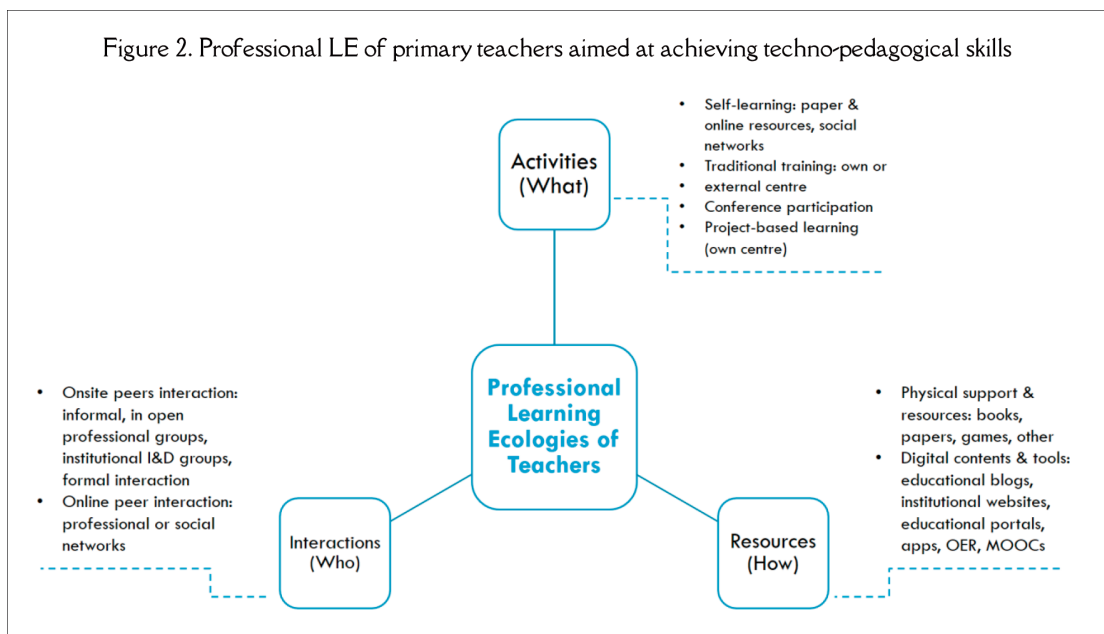 Figure 2. Professional LE of primary teachers aimed at achieving techno-pedagogical skills
Activities
(What)
• Self-learning: paper &
online resources, social
networks
• Traditional training: own or
• external centre
• Conference participation
• Project-based learning
(own centre)
Professional
Learning
Ecologies of
Teachers
• Onsite peers interaction:
informal, in open
professional groups,
institutional I&D groups,
formal interaction
• Online peer interaction:
professional or social
networks
Interactions
(Who)
Resources
(How)
• Physical support &
resources: books,
papers, games, other
• Digital contents & tools:
educational blogs,
institutional websites,
educational portals,
apps, OER, MOOCs